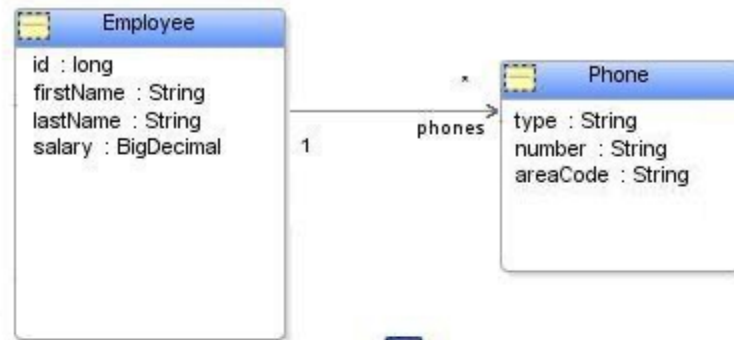 Employee
id : long
firstName : String
lastName : String
salary : BigDecimal
1
*
phones
Phone
type : String
number : String
areaCode : String